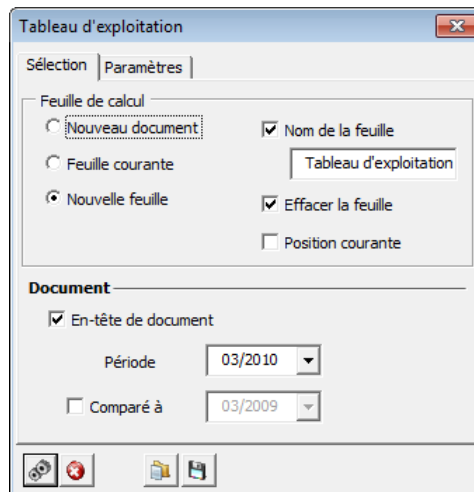 Tableau d'exploitation
Sélection Paramètres
Feuille de calcul
Nouveau document
Nom de la feuille
Feuille courante
Tableau d'exploitation
Nouvelle feuille
Effacer la feuille
Position courante
Document
En-tête de document
Période 03/2010
Comparé à 03/2009